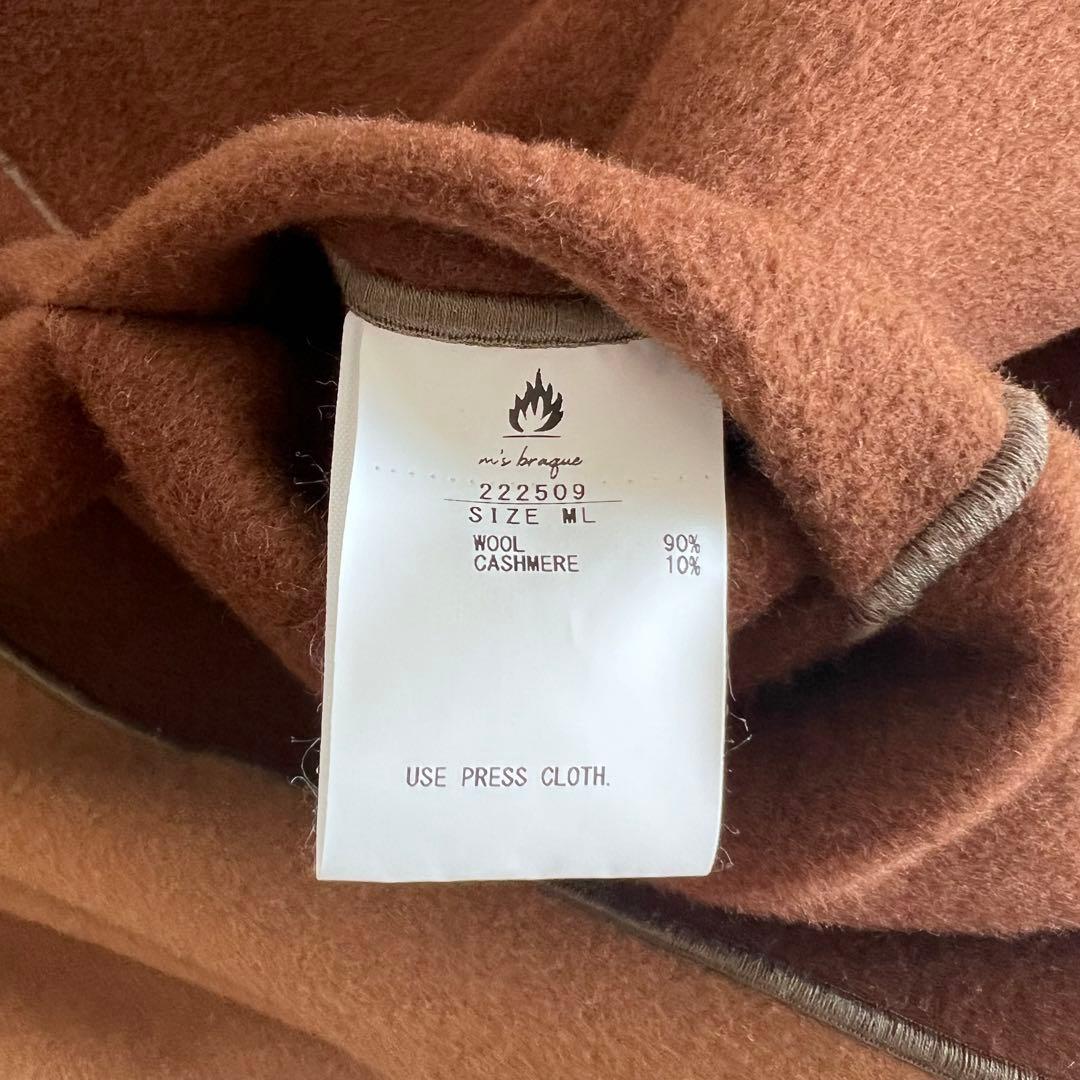 m's braque
222509
SIZE ML
WOOL 90%
CASHMERE 10%
USE PRESS CLOTH.